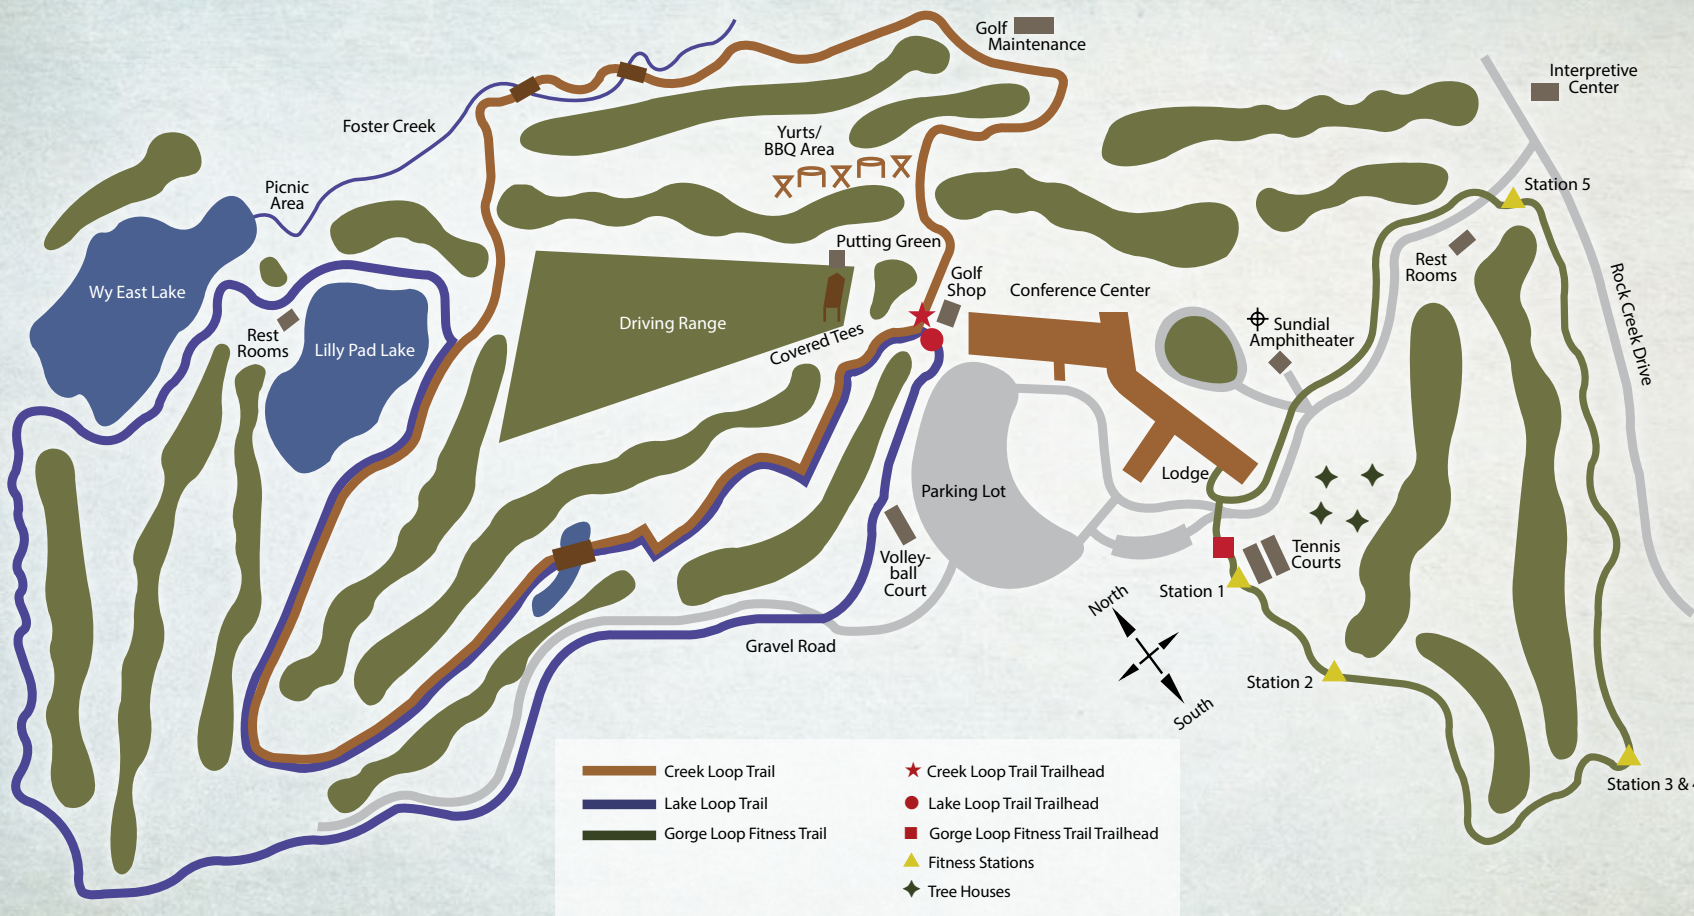 Golf
Maintenance
Interpretive
Center
Foster Creek
Yurts/
BBQ Area
Picnic
Area
Station 5
Putting Green
Rest
Rooms
Golf
Shop
Conference Center
Rock Creek Drive
Wy East Lake
Driving Range
Covered Tees
Sundial
Amphitheater
Rest
Rooms
Lilly Pad Lake
Lodge
Parking Lot
Volley-
ball
Court
Tennis
Courts
Station 1
North
South
Gravel Road
Station 2
Station 3 &
Creek Loop Trail
Lake Loop Trail
Gorge Loop Fitness Trail
Creek Loop Trail Trailhead
Lake Loop Trail Trailhead
Gorge Loop Fitness Trail Trailhead
Fitness Stations
Tree Houses